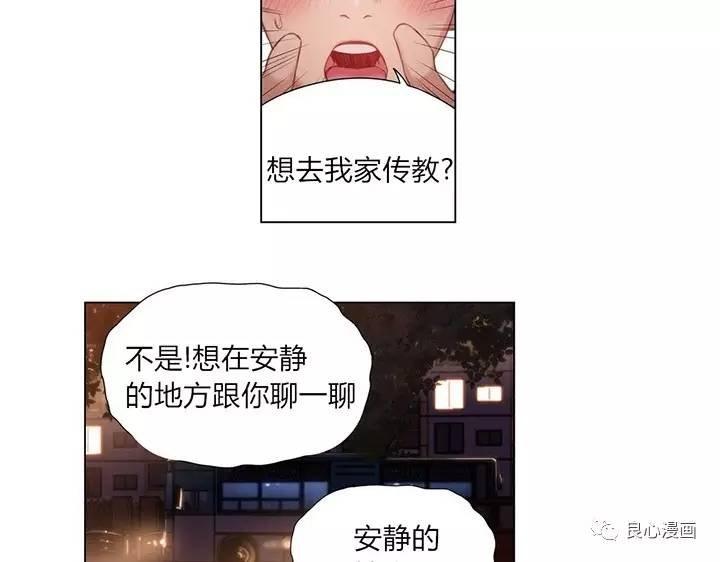 想去我家传教?
不是!想在安静
的地方跟你聊一聊
安静的
良心漫画